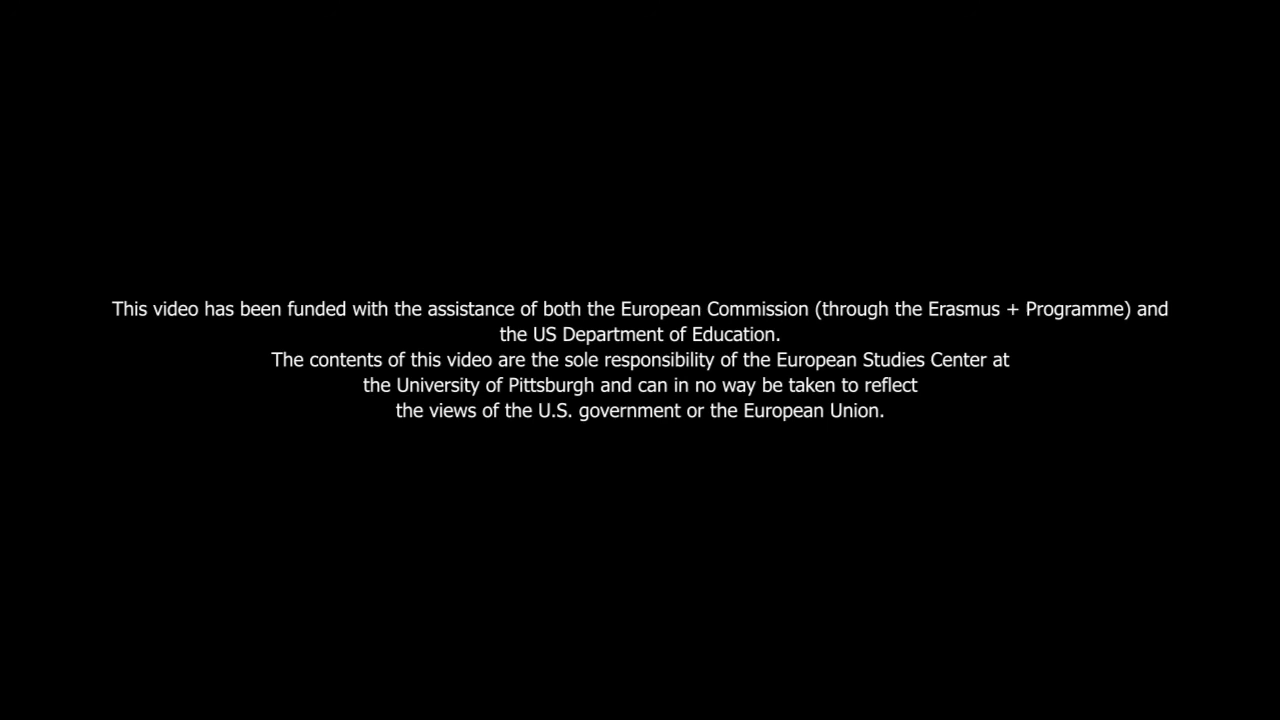 This video has been funded with the assistance of both the European Commission (through the Erasmus + Programme) and
the US Department of Education.
The contents of this video are the sole responsibility of the European Studies Center at
the University of Pittsburgh and can in no way be taken to reflect
the views of the U.S. government or the European Union.